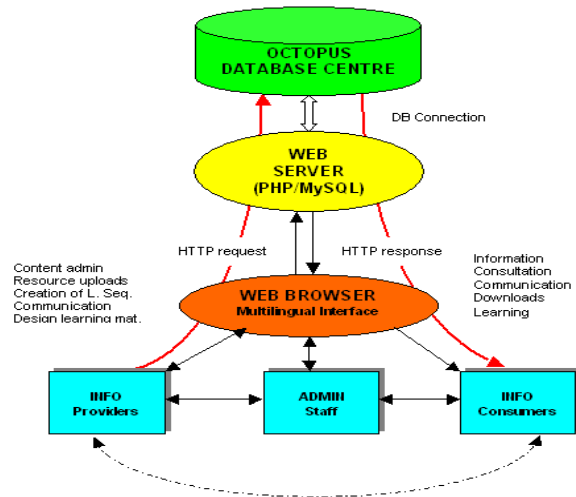 OCTOPUS
DATABASE CENTRE
DB Connection
WEB
SERVER
(PHP/MySQL)
HTTP request
HTTP response
Content admin
Resource uploads
Creation of L. Seq.
Communication
Design learning mat.
Information
Consultation
Communication
Downloads
Learning
WEB BROWSER
Multilingual Interface
INFO
Providers
ADMIN
Staff
INFO
Consumers